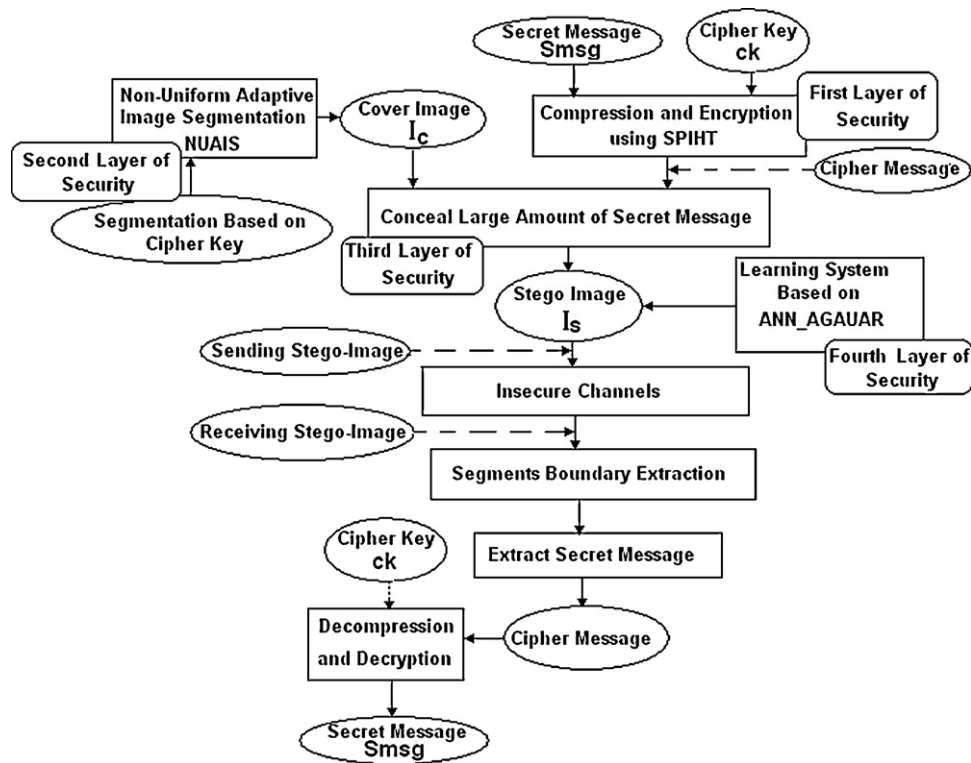 Secret Message
Smsg
Cipher Key
ck
Non-Uniform Adaptive
Image Segmentation
NUAIS
Cover Image
Ic
Compression and Encryption
using SPIHT
First Layer of
Security
Second Layer of
Security
Cipher Message
Segmentation Based on
Cipher Key
Conceal Large Amount of Secret Message
Third Layer of
Security
Stego Image
Is
Learning System
Based on
ANN_AGAUAR
Fourth Layer of
Security
Sending Stego-Image
Insecure Channels
Receiving Stego-Image
Segments Boundary Extraction
Cipher Key
ck
Extract Secret Message
Decompression
and Decryption
Cipher Message
Secret Message
Smsg